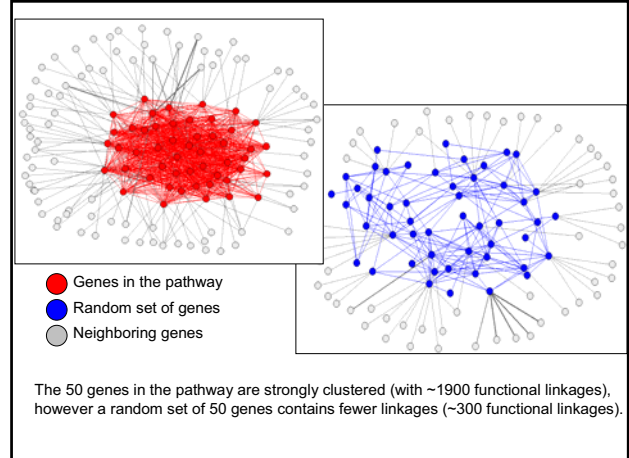 Genes in the pathway
Random set of genes
Neighboring genes
The 50 genes in the pathway are strongly clustered (with ~1900 functional linkages),
however a random set of 50 genes contains fewer linkages (~300 functional linkages).